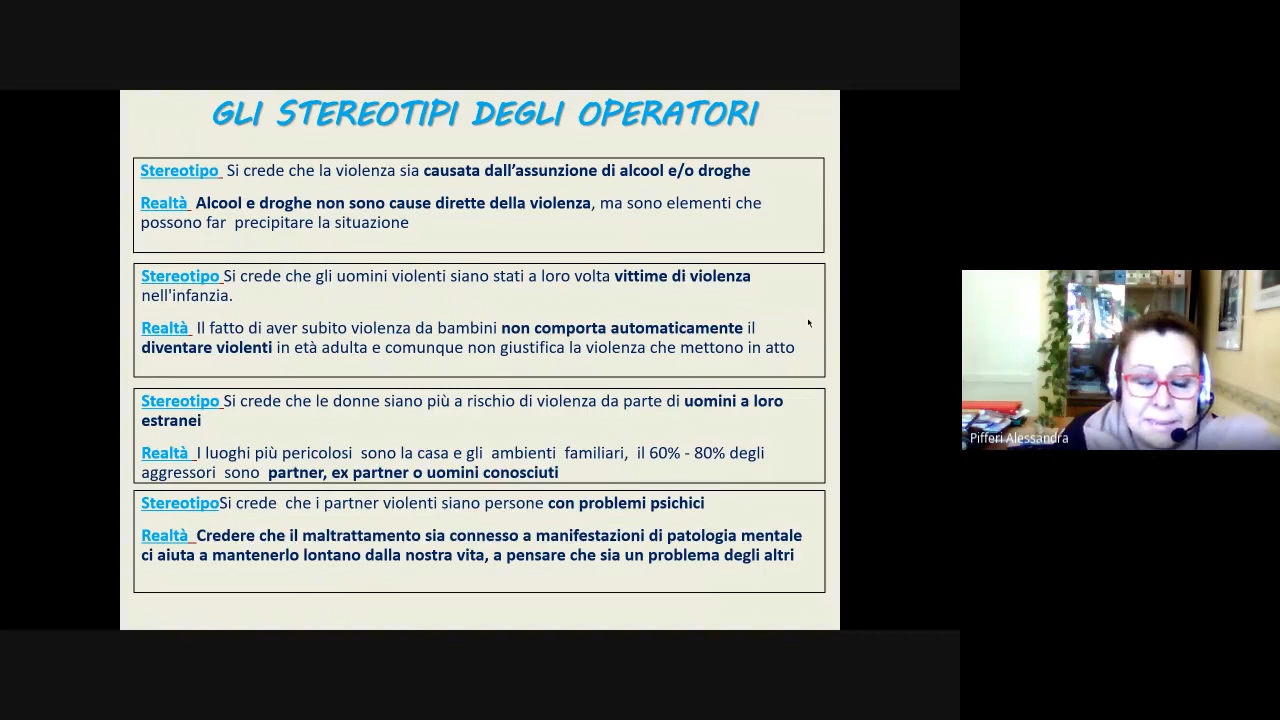 GLI STEREOTIPI DEGLI OPERATORI
Stereotipo Si crede che la violenza sia causata dall'assunzione di alcool e/o droghe
Realtà Alcool e droghe non sono cause dirette della violenza, ma sono elementi che
possono far precipitare la situazione
Stereotipo Si crede che gli uomini violenti siano stati a loro volta vittime di violenza
nell'infanzia.
Realtà Il fatto di aver subito violenza da bambini non comporta automaticamente il
diventare violenti in età adulta e comunque non giustifica la violenza che mettono in atto
Stereotipo Si crede che le donne siano più a rischio di violenza da parte di uomini a loro
estranei
Realtà I luoghi più pericolosi sono la casa e gli ambienti familiari, il 60% - 80% degli
aggressori sono partner, ex partner o uomini conosciuti
StereotipoSi crede che i partner violenti siano persone con problemi psichici
Realtà Credere che il maltrattamento sia connesso a manifestazioni di patologia mentale
ci aiuta a mantenerlo lontano dalla nostra vita, a pensare che sia un problema degli altri
Pifferi Alessandra